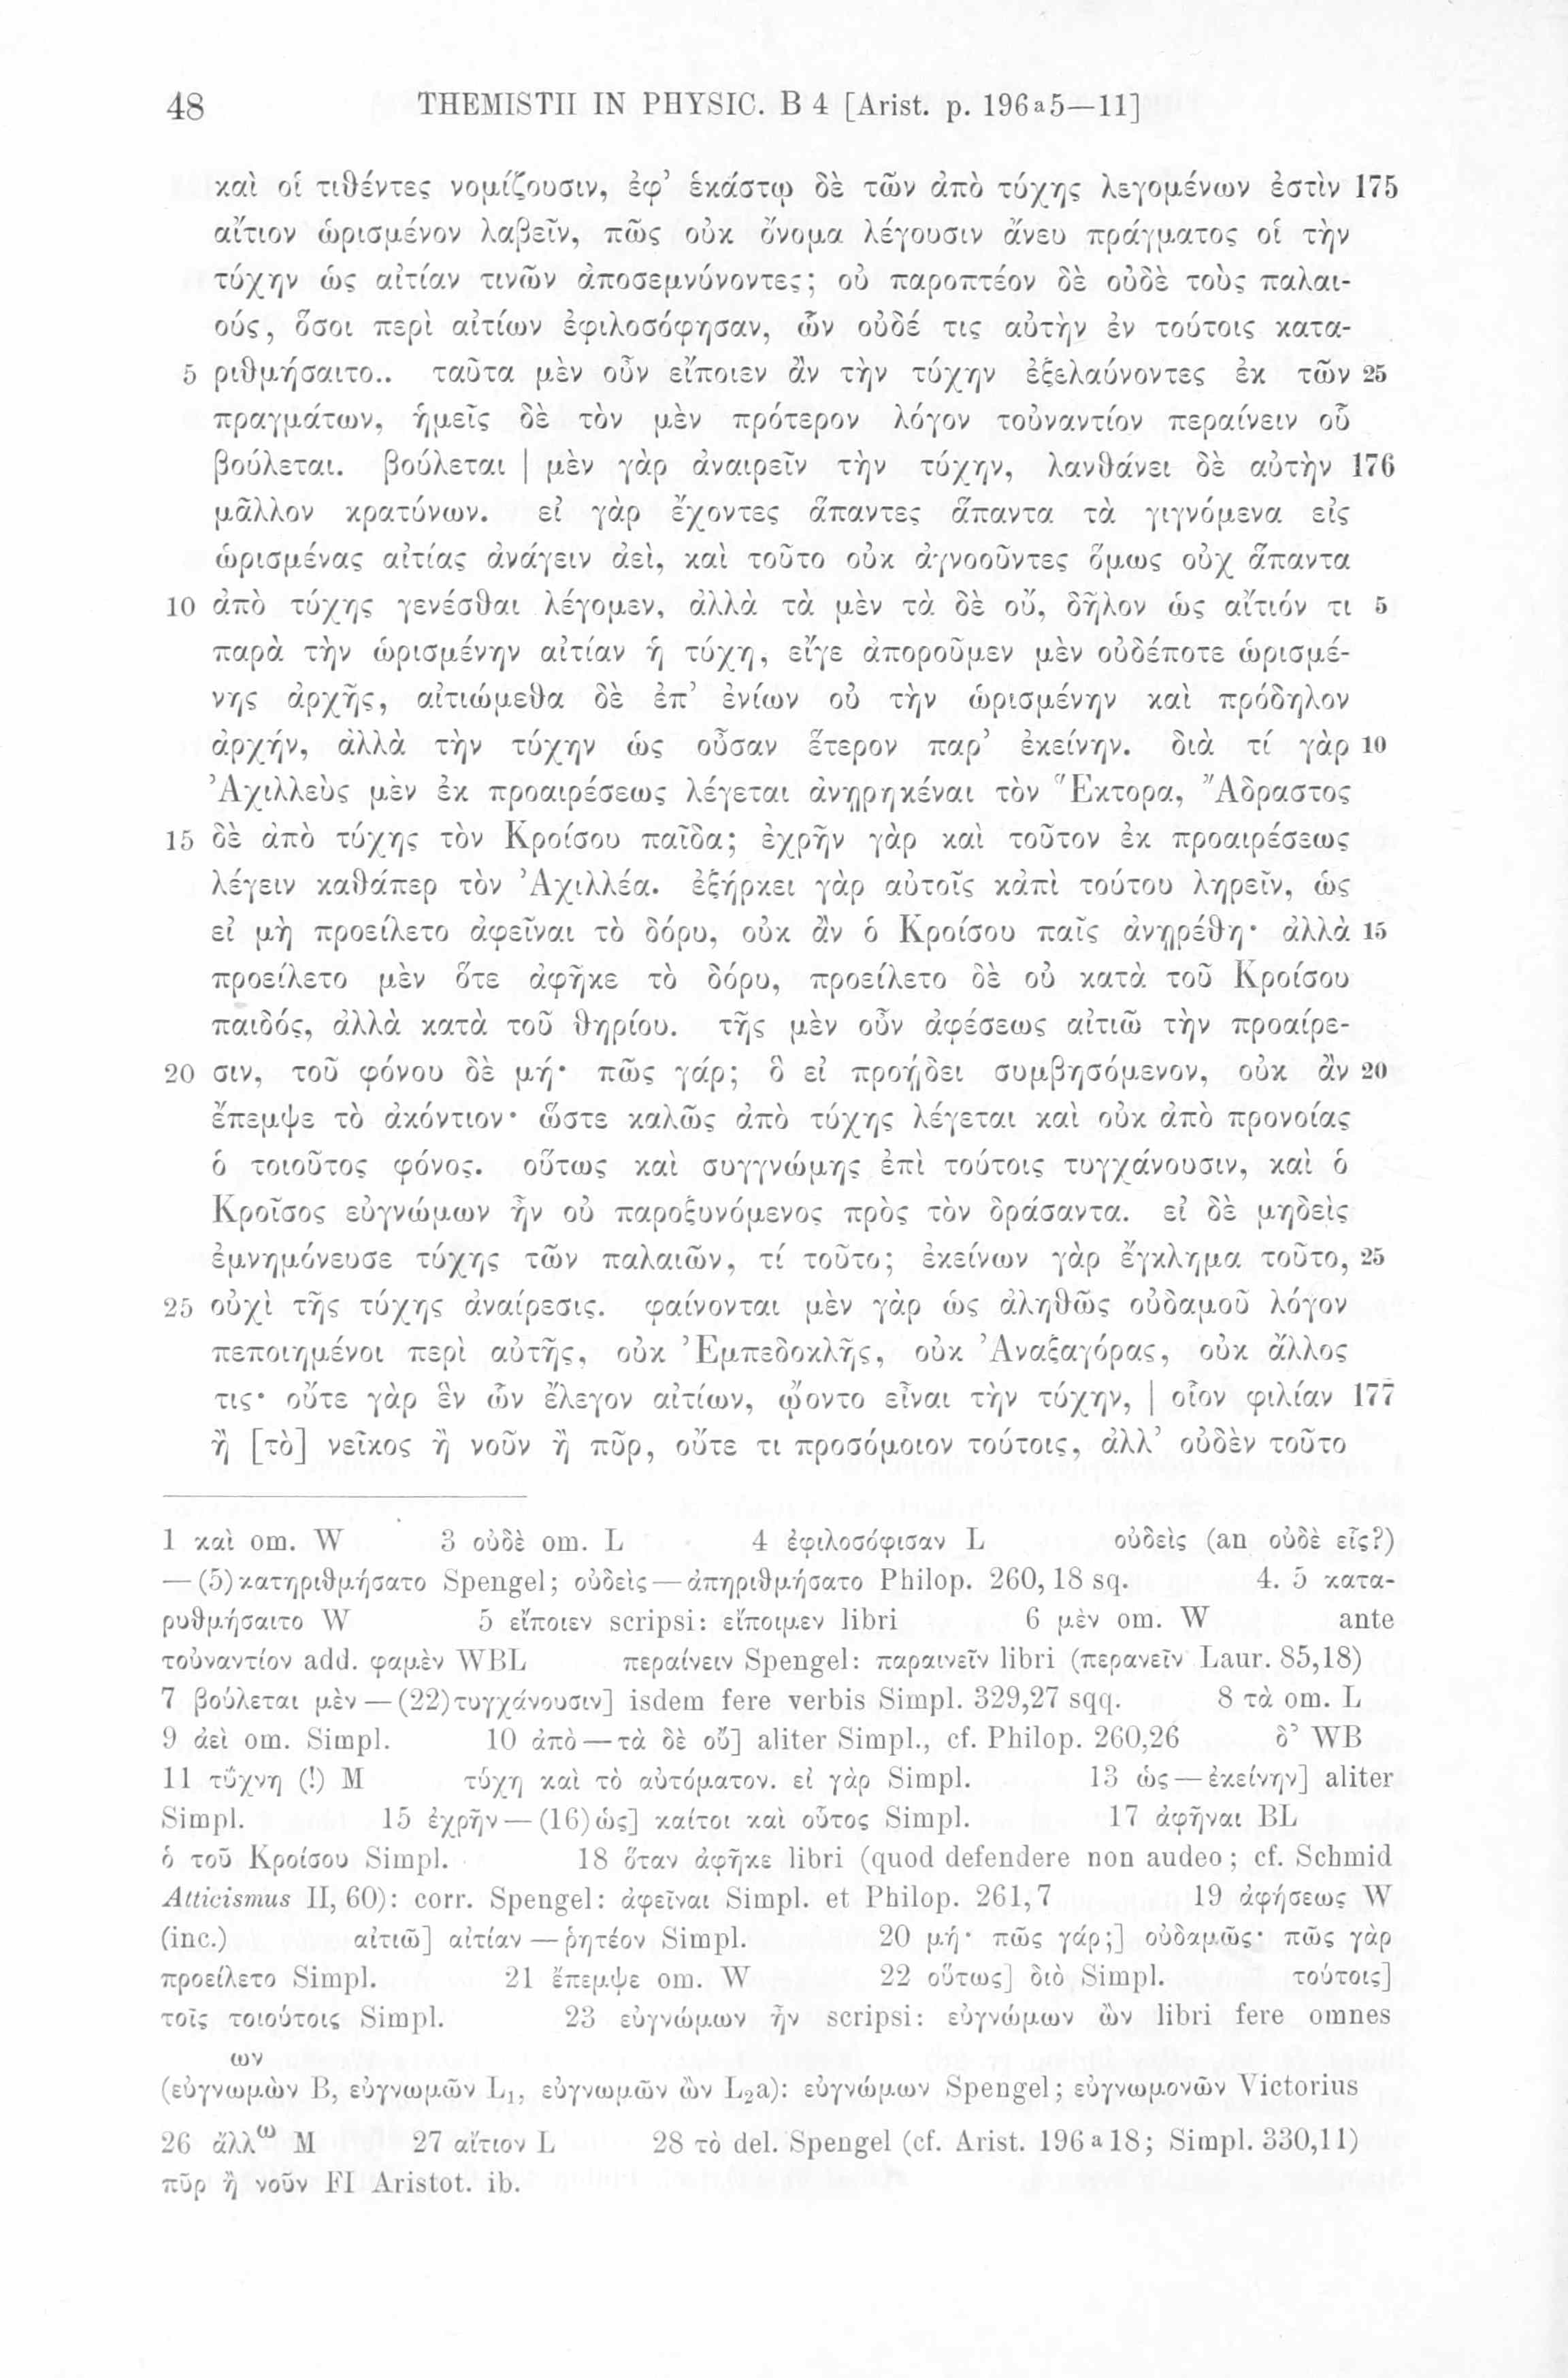 48 THEMISTII IN PHYSIC. B 4 [Arist. p. 196a5—11]
καὶ οἱ τιθέντες νομίζουσιν, ἐφ’ ἑκάστῳ δὲ τῶν ἀπὸ τύχης λεγομένων ἐστὶν 175
αἴτιον ὡρισμένον λαβεῖν, πῶς οὐκ ὄνομα λέγουσιν ἄνευ πράγματος οἱ τὴν
τύχην ὡς αἰτίαν τινῶν ἀποσεμνύνοντες; οὐ παροπτέον δὲ οὐδὲ τοὺς παλαι-
ούς, ὅσοι περὶ αἰτίων ἐφιλοσόφησαν, ὧν οὐδέ τις αὐτὴν ἐν τούτοις κατα-
5 ριθμήσαιτο.. ταῦτα μὲν οὖν εἴποιεν ἂν τὴν τύχην ἐξελαύνοντες ἐκ τῶν 25
πραγμάτων, ἡμεῖς δὲ τὸν μὲν πρότερον λόγον τοὐναντίον περαίνειν οὗ
βούλεται. βούλεται | μὲν γὰρ ἀναιρεῖν τὴν τύχην, λανθάνει δὲ αὐτὴν 176
μᾶλλον κρατύνων. εἰ γὰρ ἔχοντες ἅπαντες ἅπαντα τὰ γιγνόμενα εἰς
ὡρισμένας αἰτίας ἀνάγειν ἀεὶ, καὶ τοῦτο οὐκ ἀγνοοῦντες ὅμως οὐχ ἅπαντα
10 ἀπὸ τύχης γενέσθαι λέγομεν, ἀλλὰ τὰ μὲν τὰ δὲ οὔ, δῆλον ὡς αἴτιόν τι 5
παρὰ τὴν ὡρισμένην αἰτίαν ἡ τύχη, εἴγε ἀποροῦμεν μὲν οὐδέποτε ὡρισμέ-
νης ἀρχῆς, αἰτιώμεθα δὲ ἐπ’ ἐνίων οὐ τὴν ὡρισμένην καὶ πρόδηλον
ἀρχήν, ἀλλὰ τὴν τύχην ὡς οὖσαν ἕτερον παρ’ ἐκείνην. διὰ τί γὰρ 10
Ἀχιλλεὺς μὲν ἐκ προαιρέσεως λέγεται ἀνῃρηκέναι τὸν Ἕκτορα, Ἄδραστος
15 δὲ ἀπὸ τύχης τὸν Κροίσου παῖδα; ἐχρῆν γὰρ καὶ τοῦτον ἐκ προαιρέσεως
λέγειν καθάπερ τὸν Ἀχιλλέα. ἐξήρκει γὰρ αὐτοῖς κἀπὶ τούτου ληρεῖν, ὡς
εἰ μὴ προείλετο ἀφεῖναι τὸ δόρυ, οὐκ ἂν ὁ Κροίσου παῖς ἀνῃρέθη· ἀλλὰ 15
προείλετο μὲν ὅτε ἀφῆκε τὸ δόρυ, προείλετο δὲ οὐ κατὰ τοῦ Κροίσου
παιδός, ἀλλὰ κατὰ τοῦ θηρίου. τῆς μὲν οὖν ἀφέσεως αἰτιῶ τὴν προαίρε-
20 σιν, τοῦ φόνου δὲ μή· πῶς γάρ; ὃ εἰ προῄδει συμβησόμενον, οὐκ ἂν 20
ἔπεμψε τὸ ἀκόντιον· ὥστε καλῶς ἀπὸ τύχης λέγεται καὶ οὐκ ἀπὸ προνοίας
ὁ τοιοῦτος φόνος. οὕτως καὶ συγγνώμης ἐπὶ τούτοις τυγχάνουσιν, καὶ ὁ
Κροῖσος εὐγνώμων ἦν οὐ παροξυνόμενος πρὸς τὸν δράσαντα. εἰ δὲ μηδεὶς
ἐμνημόνευσε τύχης τῶν παλαιῶν, τί τοῦτο; ἐκείνων γὰρ ἔγκλημα τοῦτο, 25
25 οὐχὶ τῆς τύχης ἀναίρεσις. φαίνονται μὲν γὰρ ὡς ἀληθῶς οὐδαμοῦ λόγον
πεποιημένοι περὶ αὐτῆς, οὐκ Ἐμπεδοκλῆς, οὐκ Ἀναξαγόρας, οὐκ ἄλλος
τις· οὔτε γὰρ ἓν ὧν ἔλεγον αἰτίων, ᾤοντο εἶναι τὴν τύχην, | οἷον φιλίαν 177
ἢ [τὸ] νεῖκος ἢ νοῦν ἢ πῦρ, οὔτε τι προσόμοιον τούτοις, ἀλλ’ οὐδὲν τοῦτο
1 καὶ om. W 3 οὐδὲ om. L 4 ἐφιλοσόφισαν L οὐδεὶς (an οὐδὲ εἷς?)
— (5) κατηριθμήσατο Spengel; οὐδεὶς — ἀπηριθμήσατο Philop. 260,18 sq. 4. 5 κατα-
ρυθμήσαιτο W 5 εἴποιεν scripsi: εἴποιμεν libri 6 μὲν om. W ante
τοὐναντίον add. φαμὲν WBL περαίνειν Spengel: παραινεῖν libri (περανεῖν Laur. 85,18)
7 βούλεται μὲν — (22) τυγχάνουσιν] isdem fere verbis Simpl. 329,27 sqq. 8 τὰ om. L
9 ἀεὶ om. Simpl. 10 ἀπὸ — τὰ δὲ οὔ] aliter Simpl., cf. Philop. 260,26 δ’ WB
11 τύχνη (!) M τύχη καὶ τὸ αὐτόματον. εἰ γὰρ Simpl. 13 ὡς — ἐκείνην] aliter
Simpl. 15 ἐχρῆν — (16) ὡς] καίτοι καὶ οὗτος Simpl. 17 ἀφῆναι BL
ὁ τοῦ Κροίσου Simpl. 18 ὅταν ἀφῆκε libri (quod defendere non audeo; cf. Schmid
Atticismus II, 60): corr. Spengel: ἀφεῖναι Simpl. et Philop. 261,7 19 ἀφήσεως W
(inc.) αἰτιῶ] αἰτίαν — ῥητέον Simpl. 20 μή· πῶς γάρ;] οὐδαμῶς· πῶς γὰρ
προείλετο Simpl. 21 ἔπεμψε om. W 22 οὕτως] διὸ Simpl. τούτοις]
τοῖς τοιούτοις Simpl. 23 εὐγνώμων ἦν scripsi: εὐγνώμων ὢν libri fere omnes
ων
(εὐγνωμὼν B, εὐγνωμῶν L1, εὐγνωμῶν ὢν L2a): εὐγνώμων Spengel; εὐγνωμονῶν Victorius
26 ἄλλω M 27 αἴτιον L 28 τὸ del. Spengel (cf. Arist. 196a18; Simpl. 330,11)
πῦρ ἢ νοῦν FI Aristot. ib.